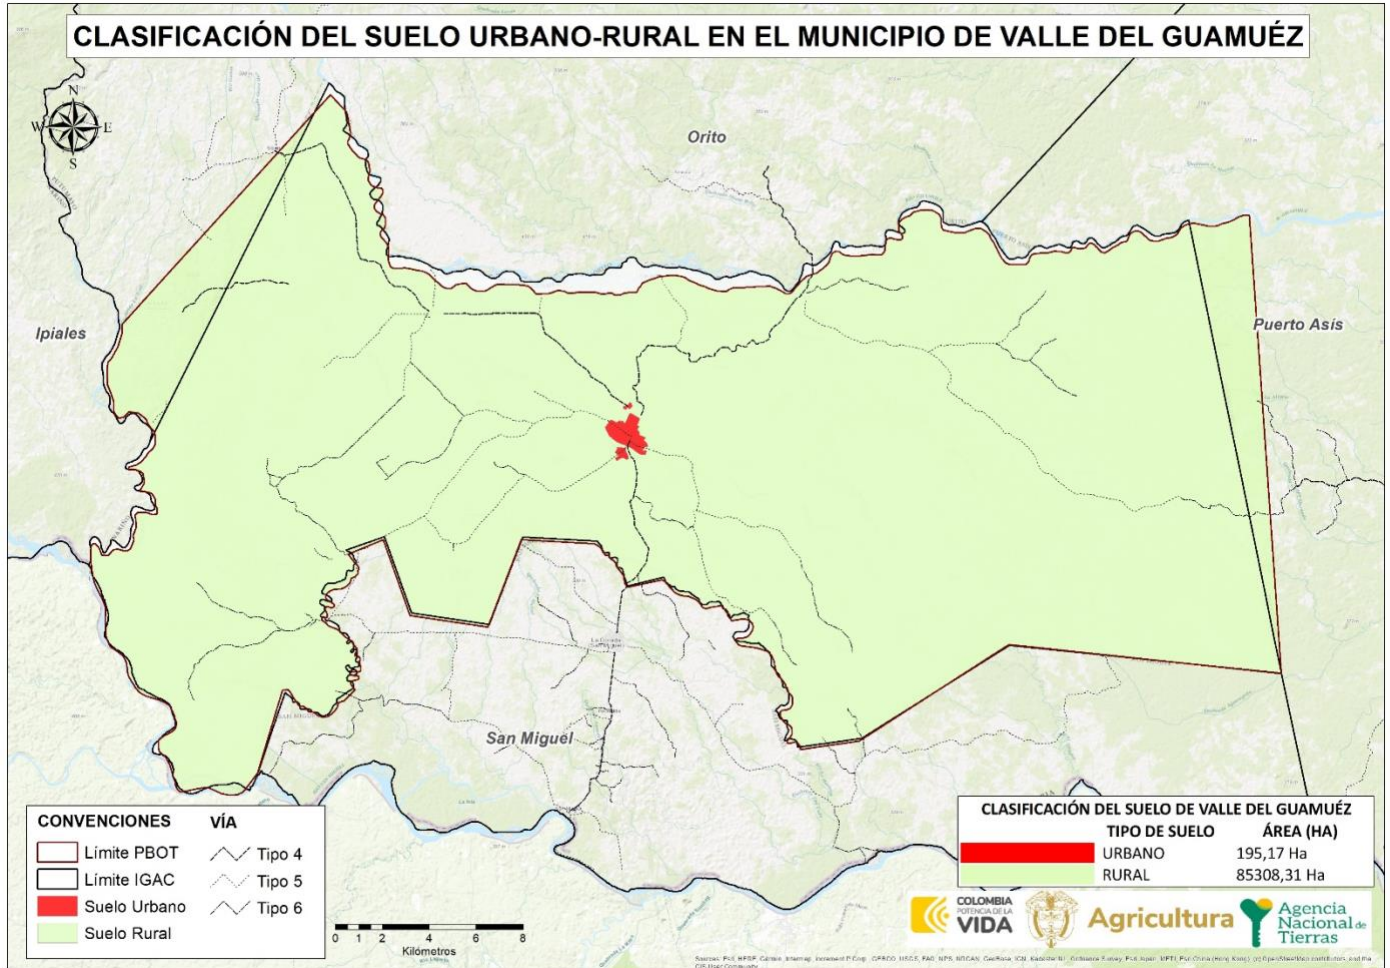 CLASIFICACIÓN DEL SUELO URBANO-RURAL EN EL MUNICIPIO DE VALLE DEL GUAMUÉZ
N
W E
S
Orito
Ipiales
Puerto Asís
San Miguel
CONVENCIONES
Límite PBOT
Límite IGAC
Suelo Urbano
Suelo Rural
VÍA
Tipo 4
Tipo 5
Tipo 6
0 1 2 4 6 8
Kilómetros
CLASIFICACIÓN DEL SUELO DE VALLE DEL GUAMUÉZ
TIPO DE SUELO ÁREA (HA)
URBANO 195,17 Ha
RURAL 85308,31 Ha
COLOMBIA
POTENCIA DE LA
VIDA
Agricultura
Agencia
Nacional de
Tierras